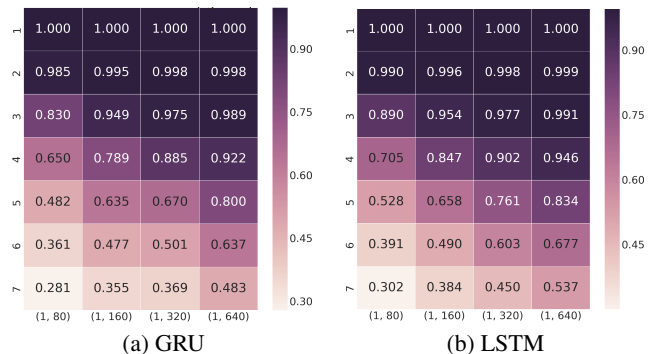 1 1.000 1.000 1.000 1.000
2 0.985 0.995 0.998 0.998
3 0.830 0.949 0.975 0.989
4 0.650 0.789 0.885 0.922
5 0.482 0.635 0.670 0.800
6 0.361 0.477 0.501 0.637
7 0.281 0.355 0.369 0.483
(1, 80) (1, 160) (1, 320) (1, 640)
0.90
0.75
0.60
0.45
0.30
(a) GRU
1 1.000 1.000 1.000 1.000
2 0.990 0.996 0.998 0.999
3 0.890 0.954 0.977 0.991
4 0.705 0.847 0.902 0.946
5 0.528 0.658 0.761 0.834
6 0.391 0.490 0.603 0.677
7 0.302 0.384 0.450 0.537
(1, 80) (1, 160) (1, 320) (1, 640)
0.90
0.75
0.60
0.45
(b) LSTM